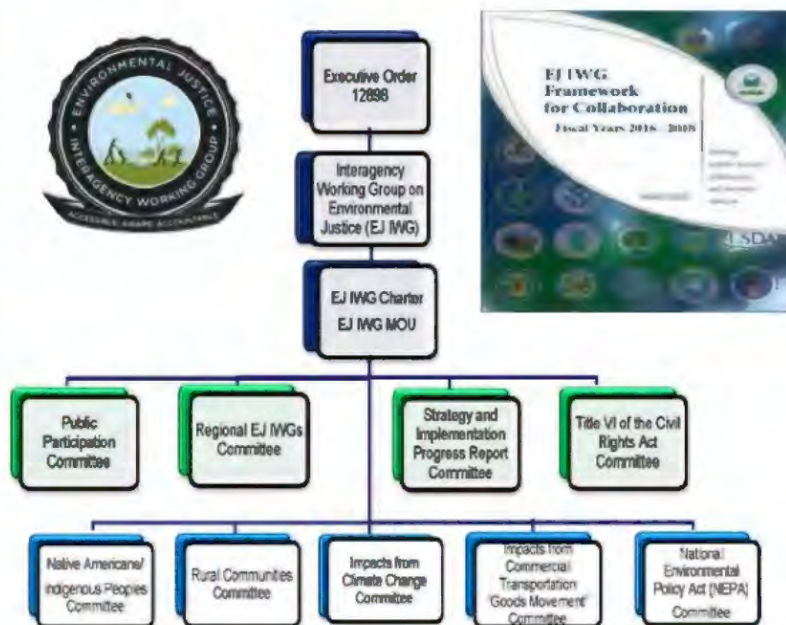 ENVIRONMENTAL JUSTICE
INTERAGENCY WORKING GROUP
ACCESSIBLE AWARE ACCOUNTABLE
Executive Order
12898
EJ IWG
Framework
for Collaboration
Fiscal Years 2016 - 2018
Interagency
Working Group on
Environmental
Justice (EJ IWG)
USDA
EJ IWG Charter
EJ IWG MOU
Public
Participation
Committee
Regional EJ IWGs
Committee
Strategy and
Implementation
Progress Report
Committee
Title VI of the Civil
Rights Act
Committee
Native Americans/
Indigenous Peoples
Committee
Rural Communities
Committee
Impacts from
Climate Change
Committee
Impacts from
Commercial
Transportation
'Goods Movement'
Committee
National
Environmental
Policy Act (NEPA)
Committee